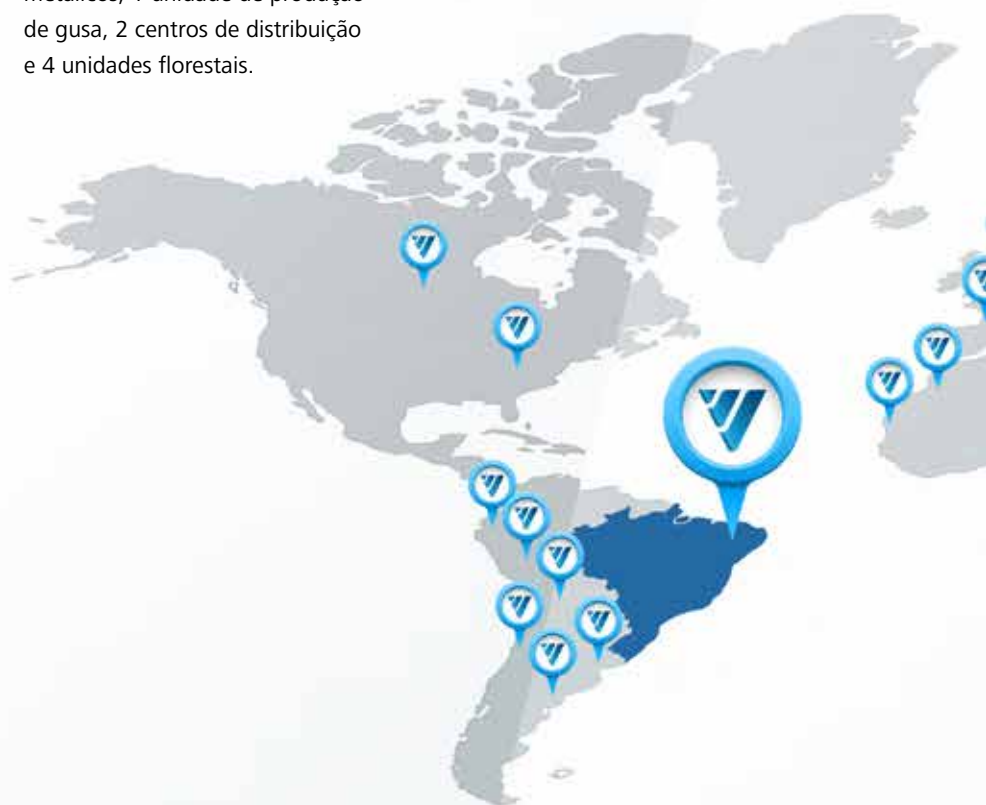 metálicos, 1 unidade de produção
de gusa, 2 centros de distribuição
e 4 unidades florestais.